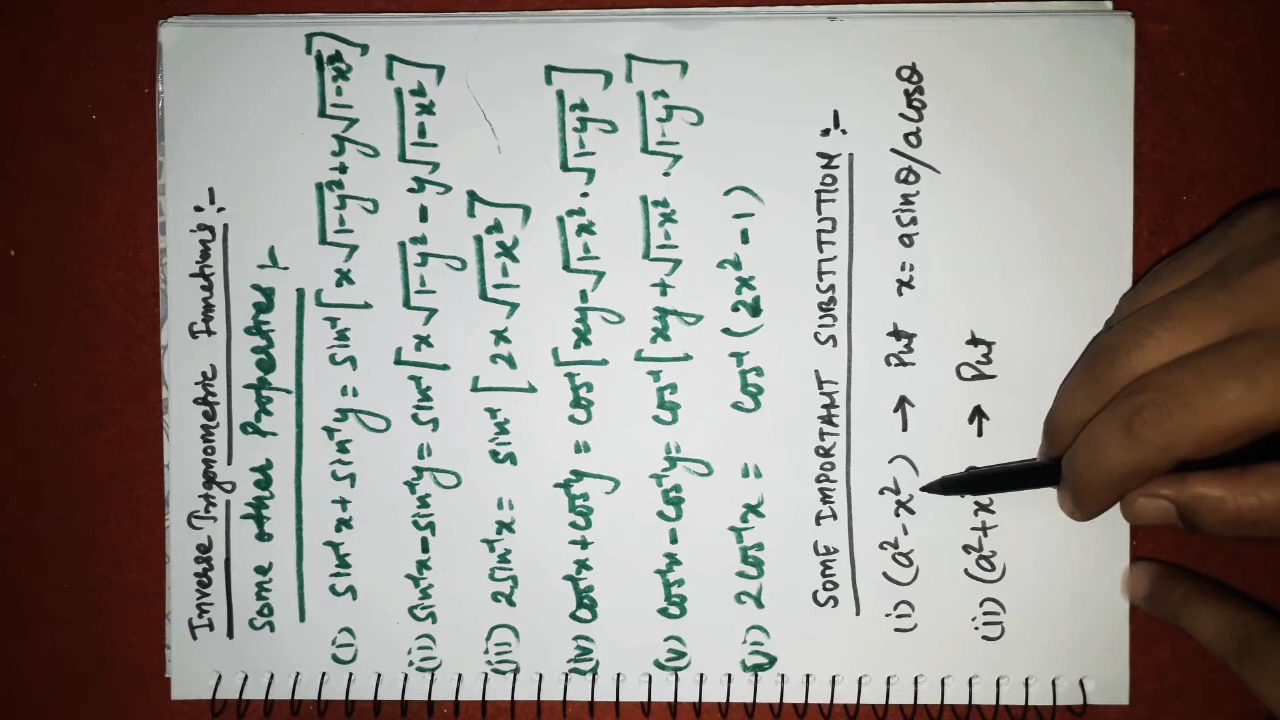 Inverse Trigonometric Functions:-
Some other Properties:-
(i) sin⁻¹x + sin⁻¹y = sin⁻¹[x√1-y² + y√1-x²]
(ii) sin⁻¹x - sin⁻¹y = sin⁻¹[x√1-y² - y√1-x²]
(iii) 2sin⁻¹x = sin⁻¹[2x√1-x²]
(iv) cos⁻¹x + cos⁻¹y = cos⁻¹[xy - √1-x² . √1-y²]
(v) cos⁻¹x - cos⁻¹y = cos⁻¹[xy + √1-x² . √1-y²]
(vi) 2cos⁻¹x = cos⁻¹(2x² - 1)
SOME IMPORTANT SUBSTITUTION:-
(i) (a² - x²) → Put x = a sinθ/a cosθ
(ii) (a² + x → Put